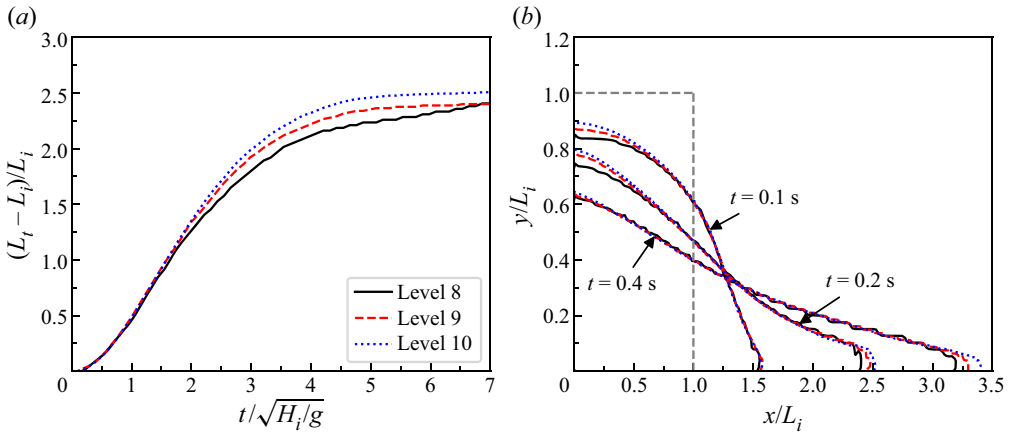 (a)
(b)
3.0
2.5
2.0
1.5
1.0
0.5
0 1 2 3 4 5 6 7
(L_t − L_i)/L_i
t/√H_i/g
Level 8
Level 9
Level 10
1.2
1.0
0.8
0.6
0.4
0.2
0 0.5 1.0 1.5 2.0 2.5 3.0 3.5
y/L_i
x/L_i
t = 0.1 s
t = 0.2 s
t = 0.4 s